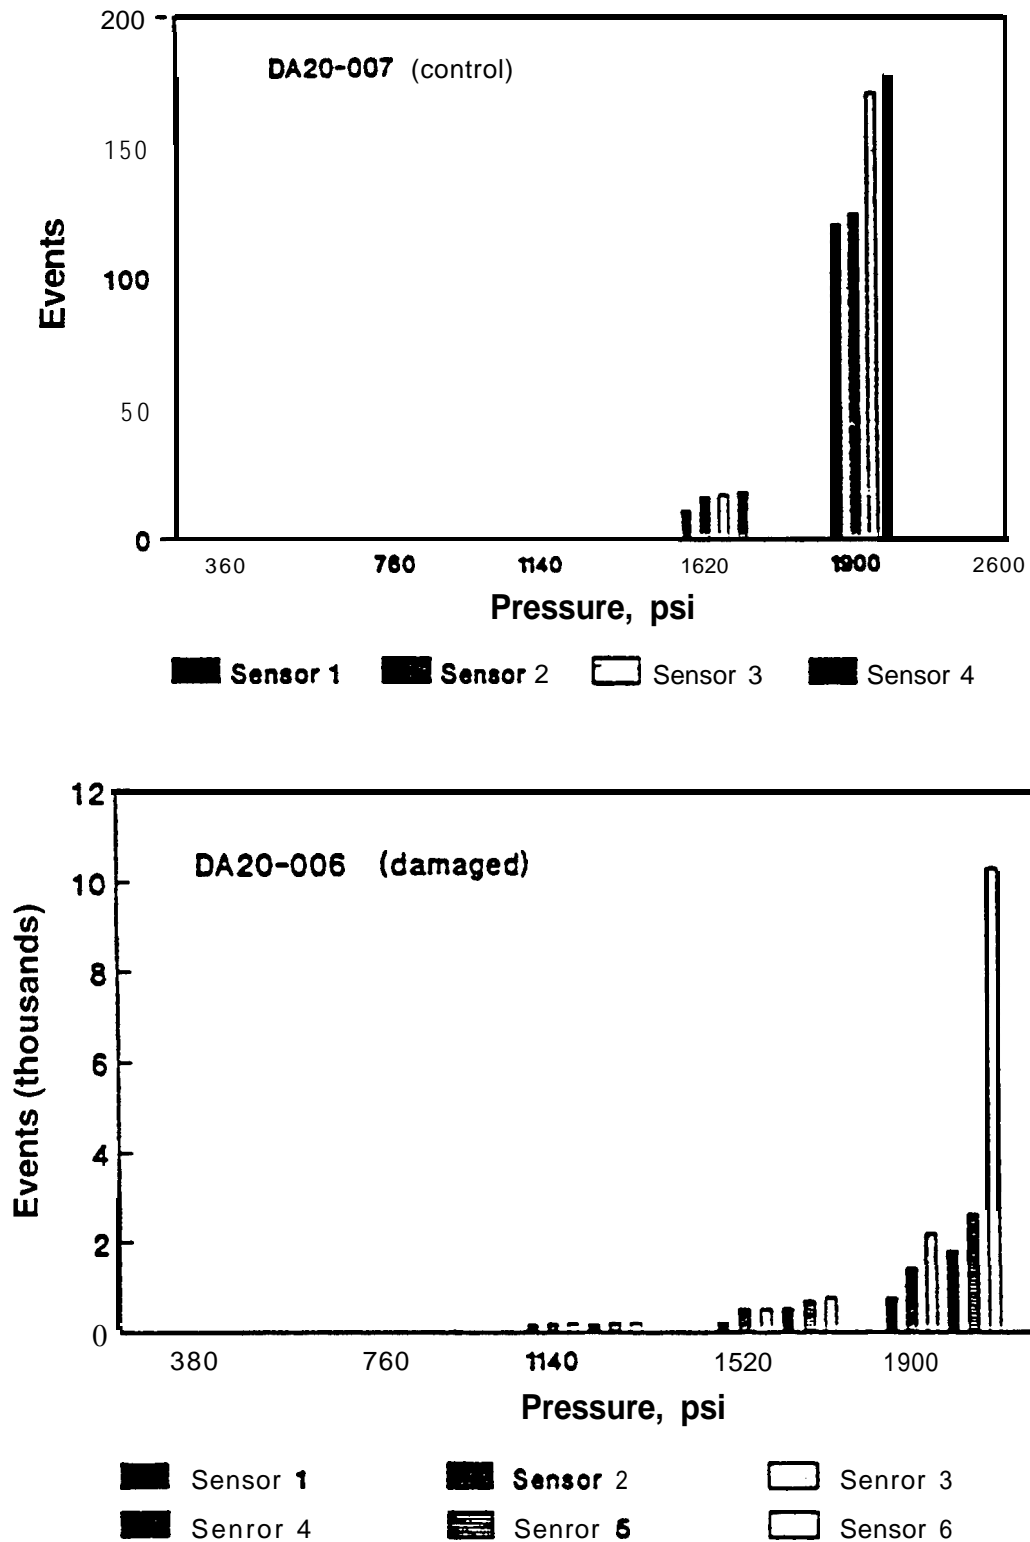 200
DA20-007 (control)
150
Events
100
50
0
360 760 1140 1620 1900 2600
Pressure, psi
Sensor 1 Sensor 2 Sensor 3 Sensor 4
12
DA20-006 (damaged)
10
Events (thousands)
8
6
4
2
0
380 760 1140 1520 1900
Pressure, psi
Sensor 1 Sensor 2 Senror 3
Senror 4 Senror 5 Sensor 6